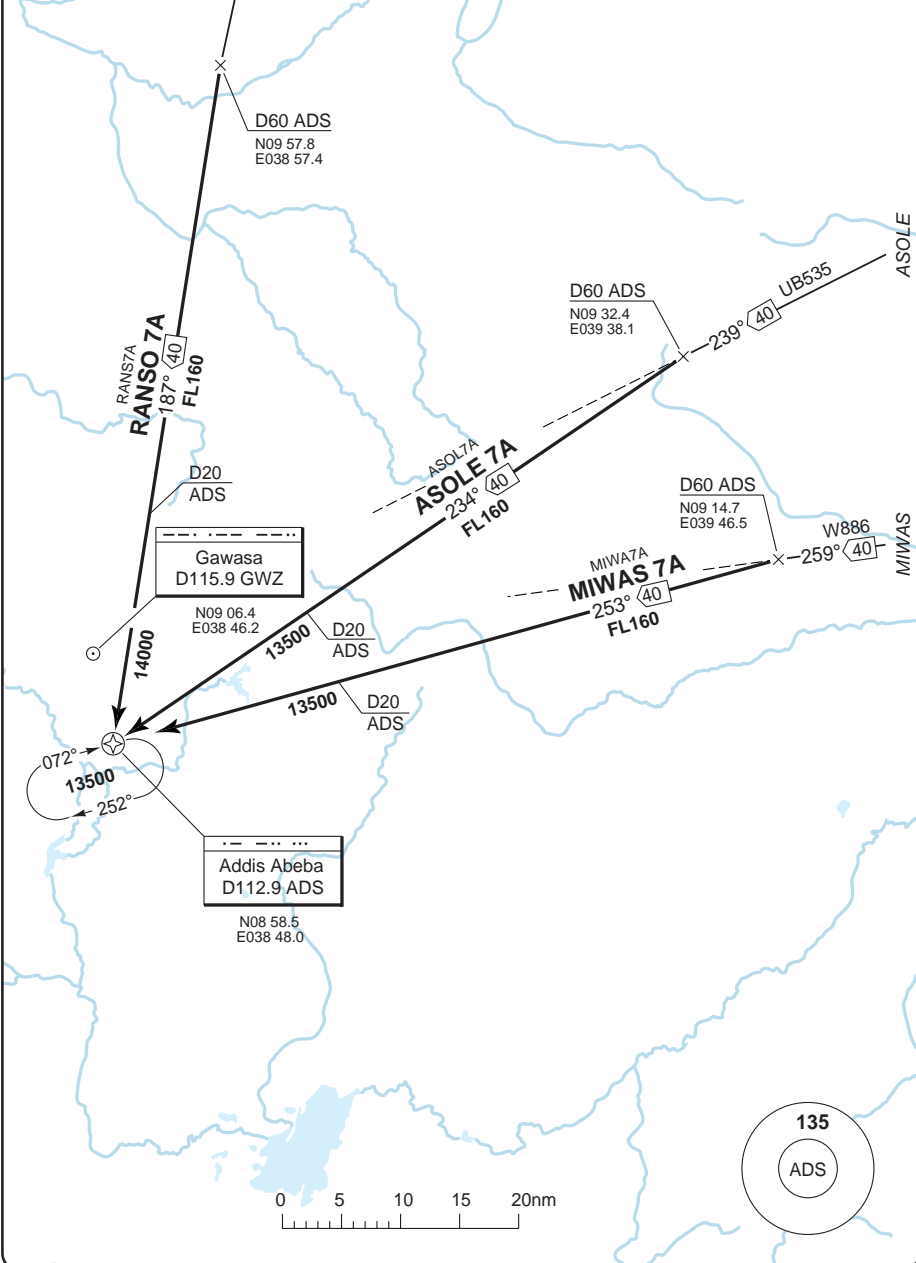 D60 ADS
N09 57.8
E038 57.4
ASOLE
UB535
239° 40
D60 ADS
N09 32.4
E039 38.1
RANS7A
RANSO 7A
187° 40
FL160
ASOL7A
ASOLE 7A
234° 40
FL160
D20
ADS
D60 ADS
N09 14.7
E039 46.5
W886
259° 40
MIWAS
MIWA7A
MIWAS 7A
253° 40
FL160
Gawasa
D115.9 GWZ
N09 06.4
E038 46.2
14000
13500
D20
ADS
13500
D20
ADS
072°
13500
252°
Addis Abeba
D112.9 ADS
N08 58.5
E038 48.0
135
ADS
0 5 10 15 20nm